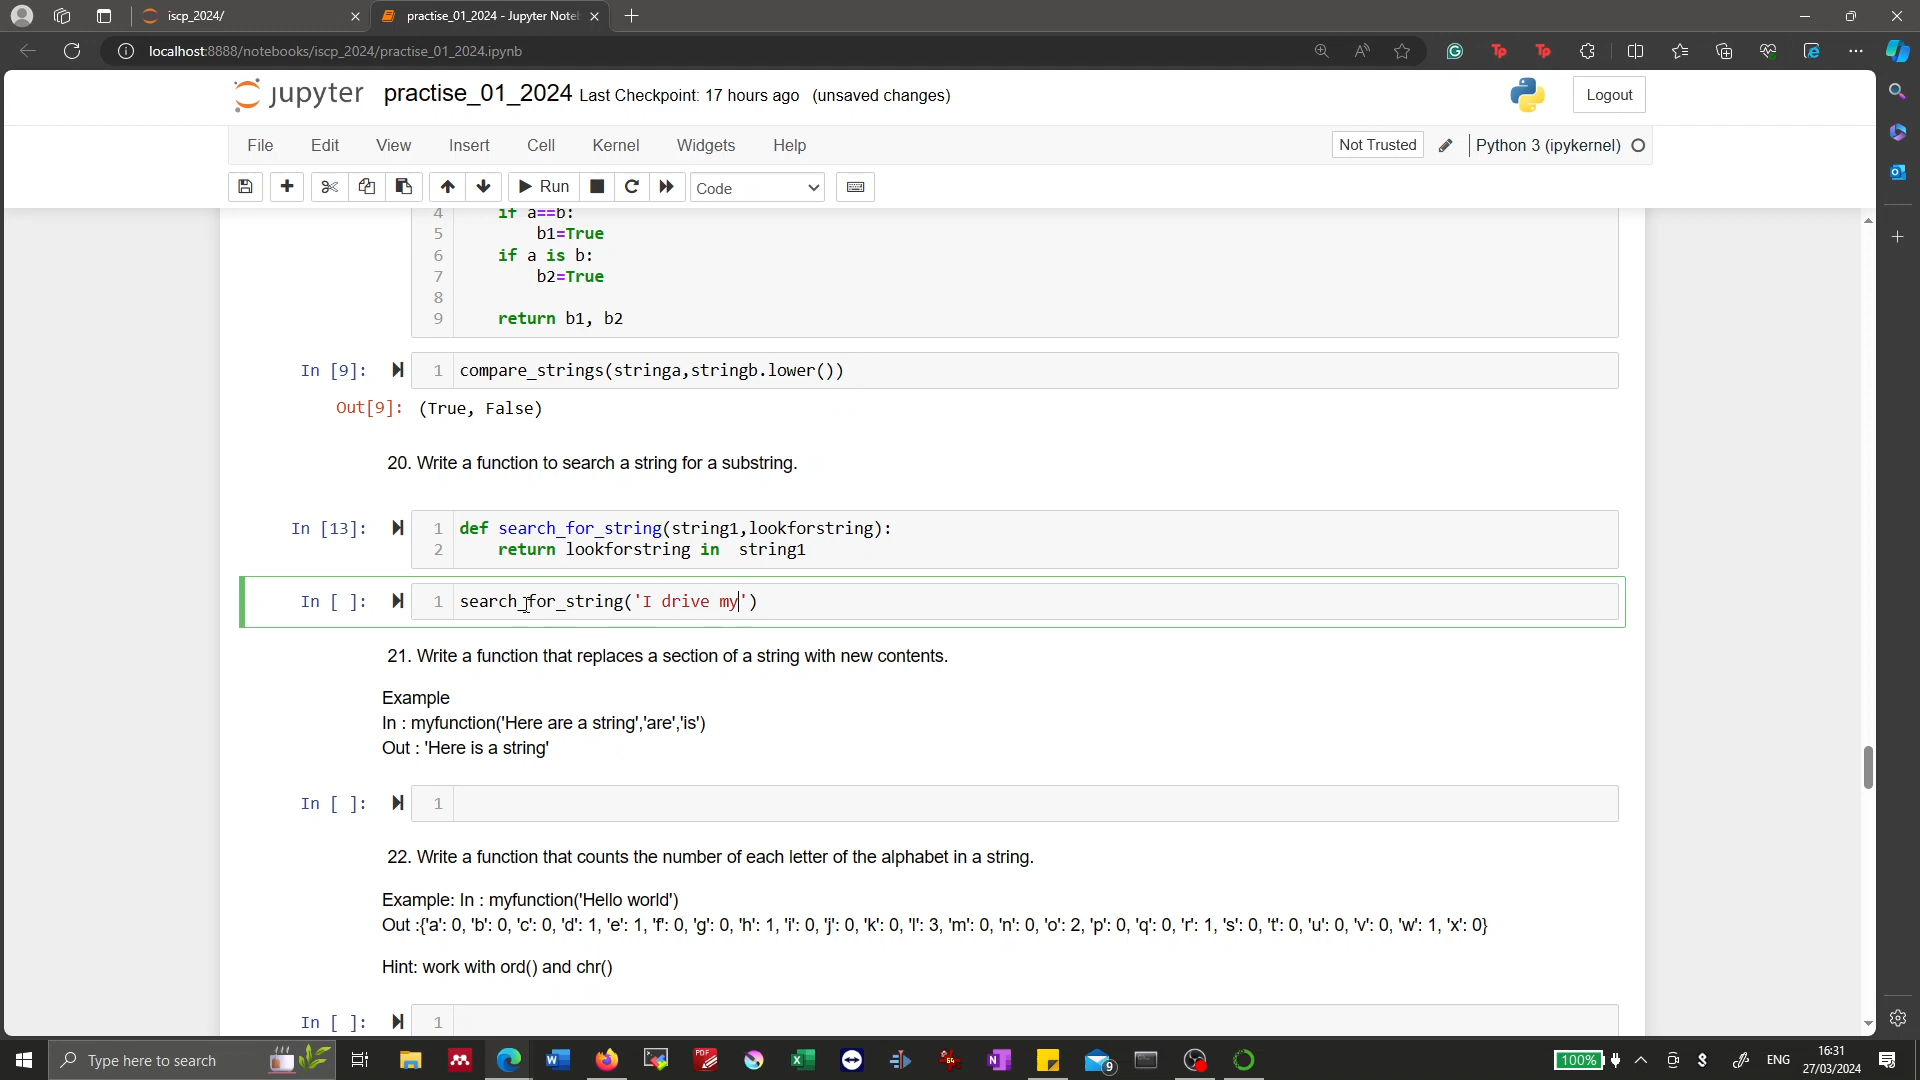 iscp_2024/
practise_01_2024 - Jupyter Note
localhost:8888/notebooks/iscp_2024/practise_01_2024.ipynb
jupyter practise_01_2024 Last Checkpoint: 17 hours ago (unsaved changes)
Logout
File Edit View Insert Cell Kernel Widgets Help
Not Trusted Python 3 (ipykernel)
Run Code
4 if a==b:
5 b1=True
6 if a is b:
7 b2=True
8
9 return b1, b2
In [9]: 1 compare_strings(stringa,stringb.lower())
Out[9]: (True, False)
20. Write a function to search a string for a substring.
In [13]: 1 def search_for_string(string1,lookforstring):
2 return lookforstring in  string1
In [ ]: 1 search_for_string('I drive my')
21. Write a function that replaces a section of a string with new contents.
Example
In : myfunction('Here are a string','are','is')
Out : 'Here is a string'
In [ ]: 1
22. Write a function that counts the number of each letter of the alphabet in a string.
Example: In : myfunction('Hello world')
Out :{'a': 0, 'b': 0, 'c': 0, 'd': 1, 'e': 1, 'f': 0, 'g': 0, 'h': 1, 'i': 0, 'j': 0, 'k': 0, 'l': 3, 'm': 0, 'n': 0, 'o': 2, 'p': 0, 'q': 0, 'r': 1, 's': 0, 't': 0, 'u': 0, 'v': 0, 'w': 1, 'x': 0}
Hint: work with ord() and chr()
In [ ]: 1
Type here to search
100%
ENG
16:31
27/03/2024